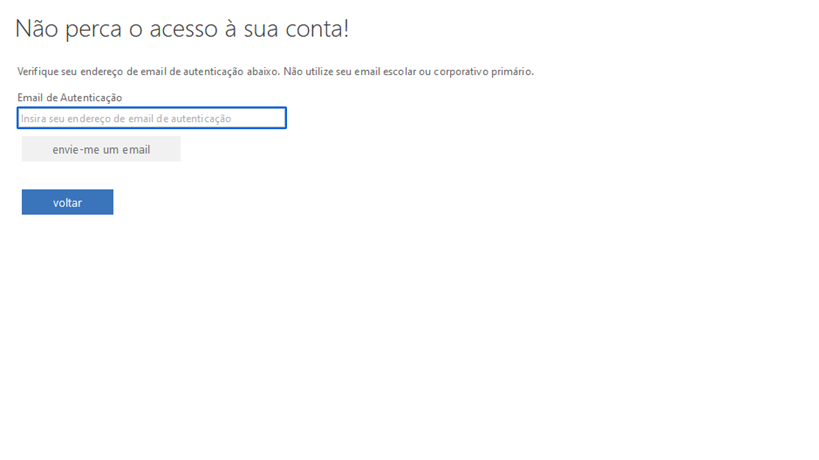 Não perca o acesso à sua conta!
Verifique seu endereço de email de autenticação abaixo. Não utilize seu email escolar ou corporativo primário.
Email de Autenticação
Insira seu endereço de email de autenticação
envie-me um email
voltar